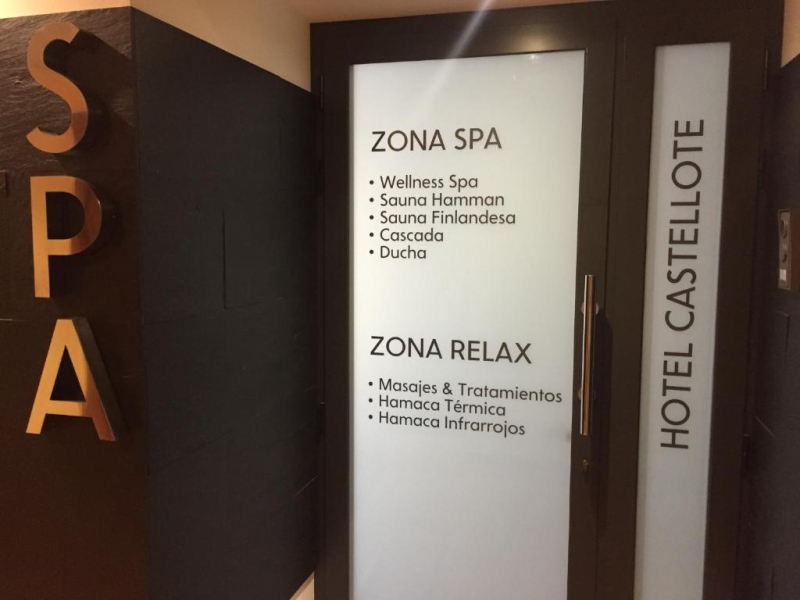 SPA
ZONA SPA
• Wellness Spa
• Sauna Hamman
• Sauna Finlandesa
• Cascada
• Ducha
ZONA RELAX
• Masajes & Tratamientos
• Hamaca Térmica
• Hamaca Infrarrojos
HOTEL CASTELLOTE